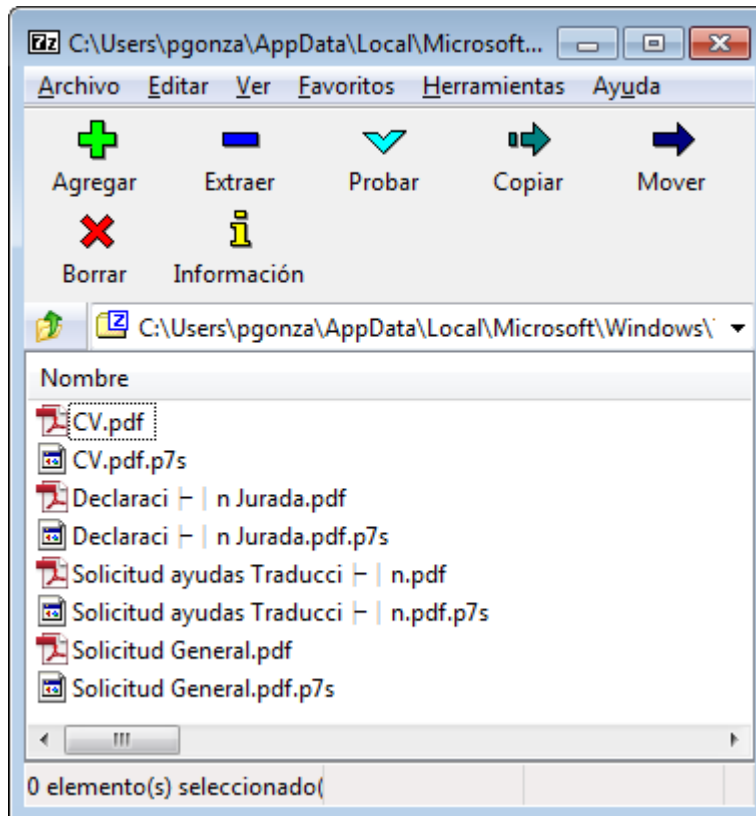 C:\Users\pgonza\AppData\Local\Microsoft...
Archivo Editar Ver Favoritos Herramientas Ayuda
Agregar Extraer Probar Copiar Mover
Borrar Información
C:\Users\pgonza\AppData\Local\Microsoft\Windows\
Nombre
CV.pdf
CV.pdf.p7s
Declaraci├│n Jurada.pdf
Declaraci├│n Jurada.pdf.p7s
Solicitud ayudas Traducci├│n.pdf
Solicitud ayudas Traducci├│n.pdf.p7s
Solicitud General.pdf
Solicitud General.pdf.p7s
0 elemento(s) seleccionado(